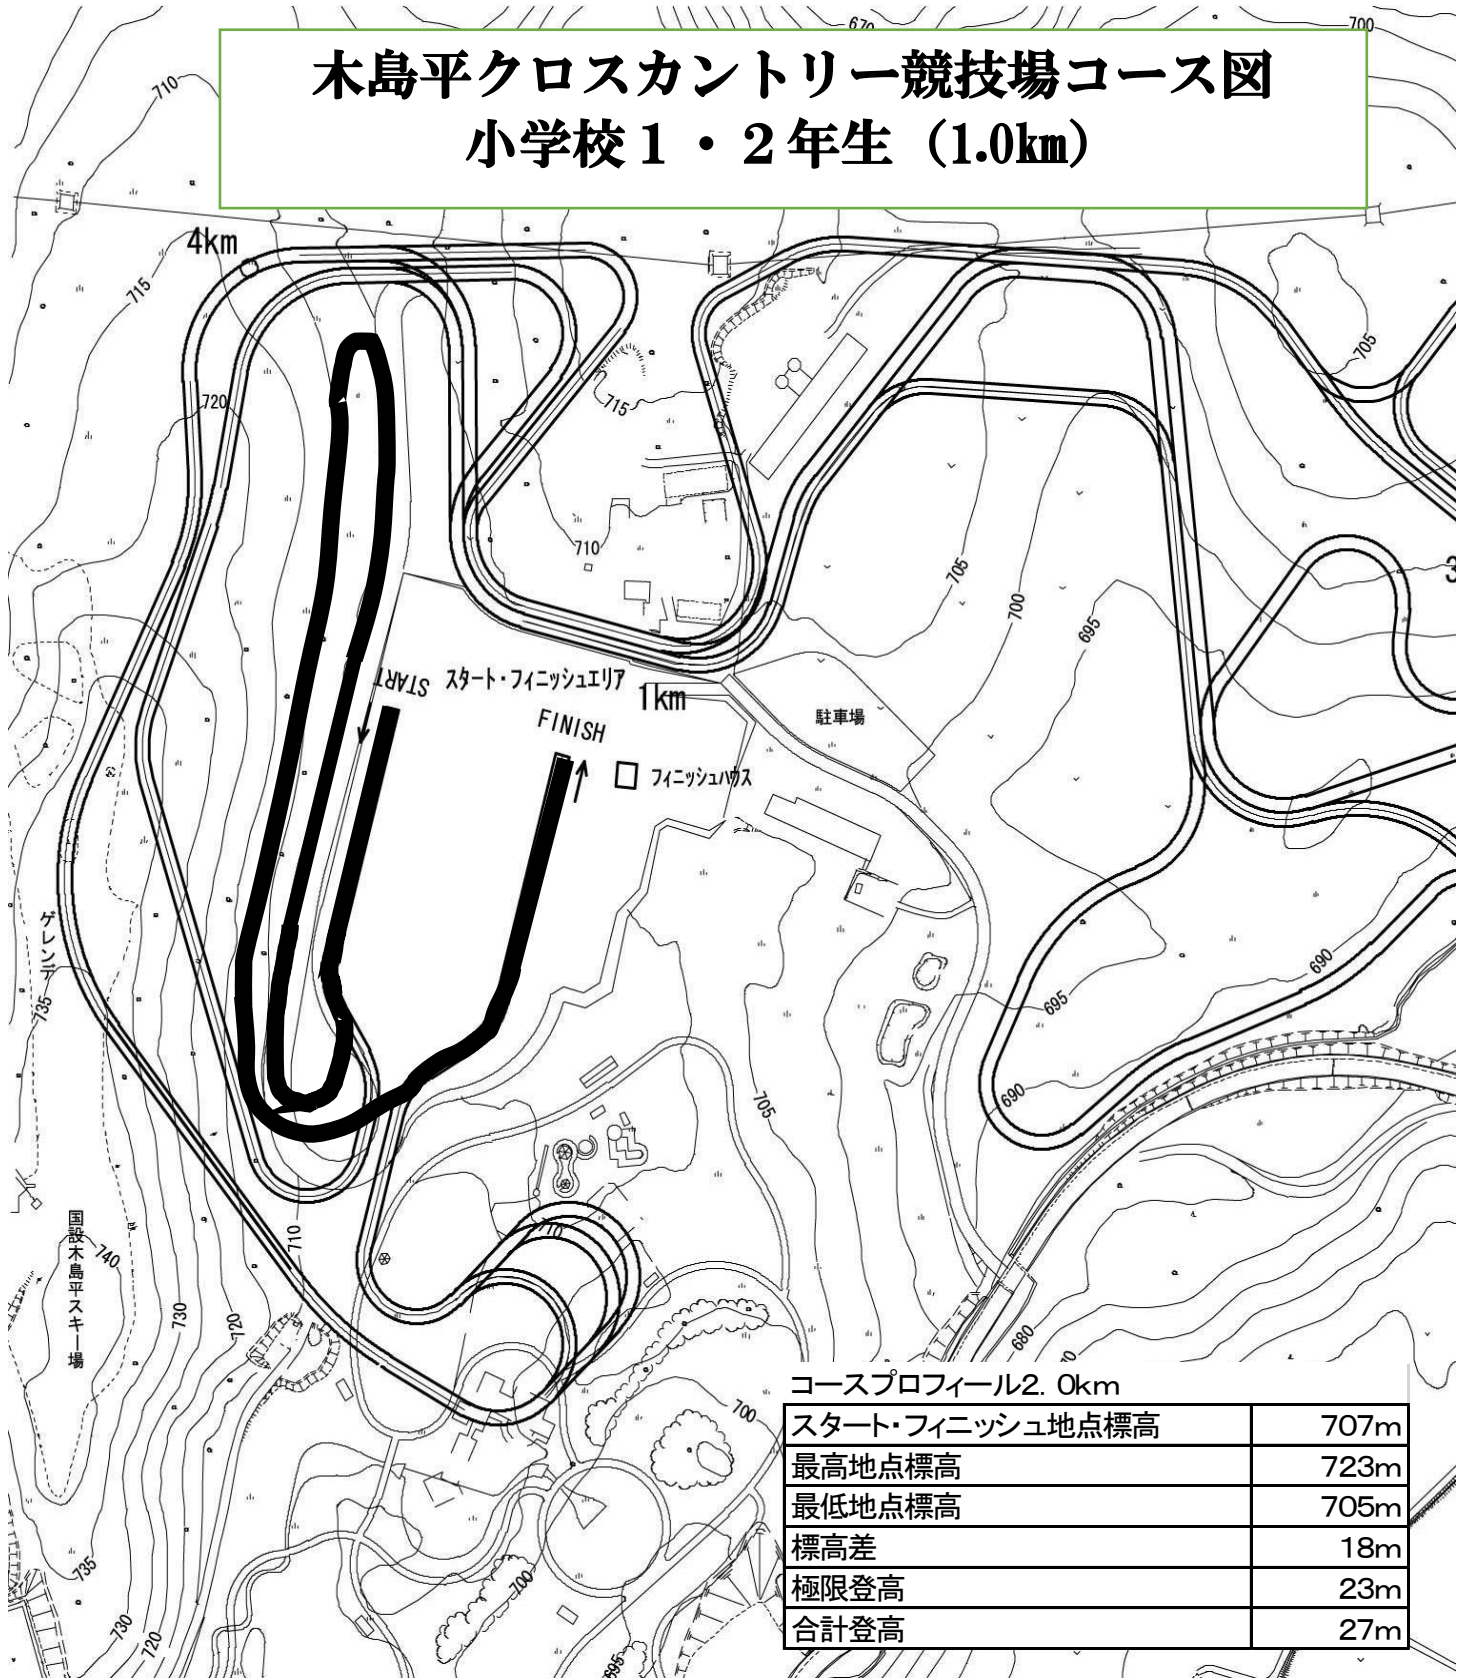 木島平クロスカントリー競技場コース図
小学校１・２年生（1.0km）
670
700
710
4km
715
720
705
715
710
705
700
695
3
START
スタート・フィニッシュエリア
1km
FINISH
駐車場
フィニッシュハウス
ゲレンデ
735
690
695
690
705
710
710
国設木島平スキー場
740
730
720
680
700
735
730
720
700
695
コースプロフィール2. 0km
スタート・フィニッシュ地点標高 707m
最高地点標高 723m
最低地点標高 705m
標高差 18m
極限登高 23m
合計登高 27m